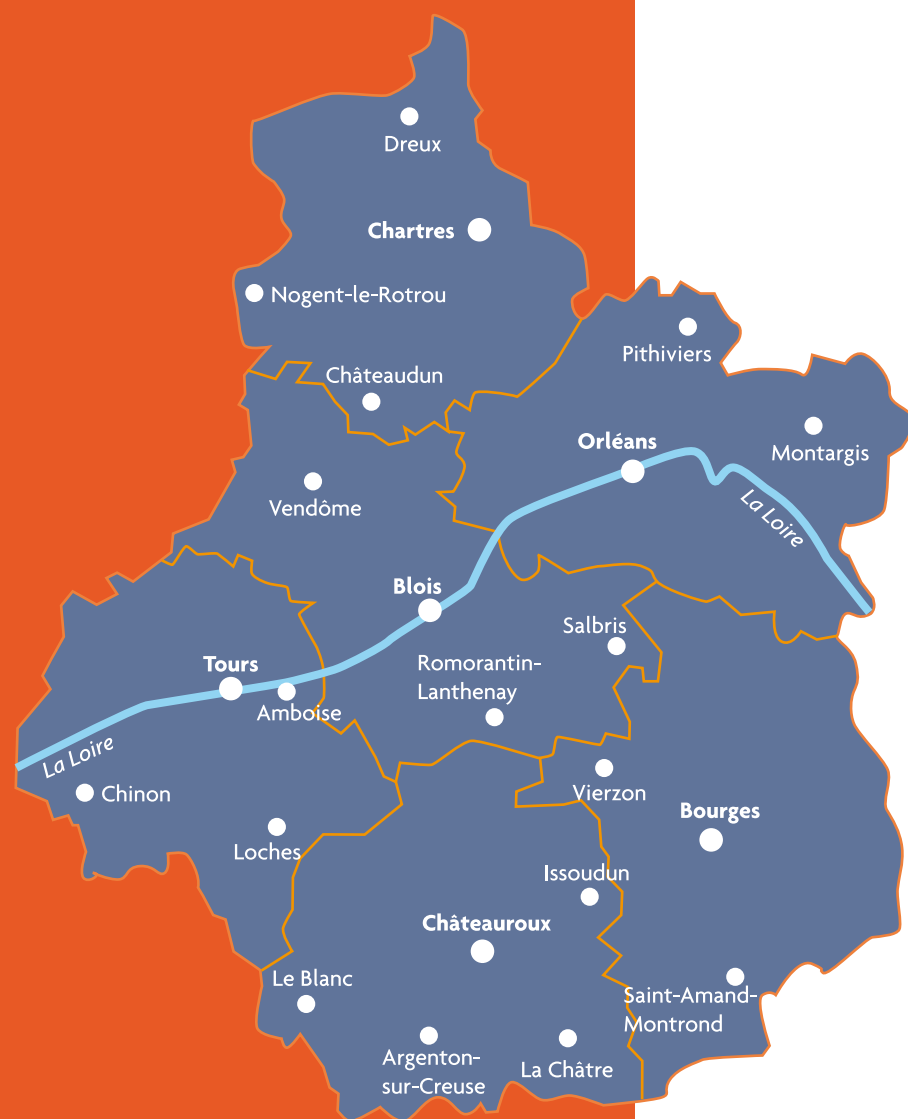 Dreux
Chartres
Nogent-le-Rotrou
Pithiviers
Châteaudun
Orléans
Montargis
Vendôme
La Loire
Blois
Salbris
Romorantin-
Lanthenay
Tours
Amboise
La Loire
Chinon
Vierzon
Bourges
Loches
Issoudun
Châteauroux
Le Blanc
Saint-Amand-
Montrond
Argenton-
sur-Creuse
La Châtre